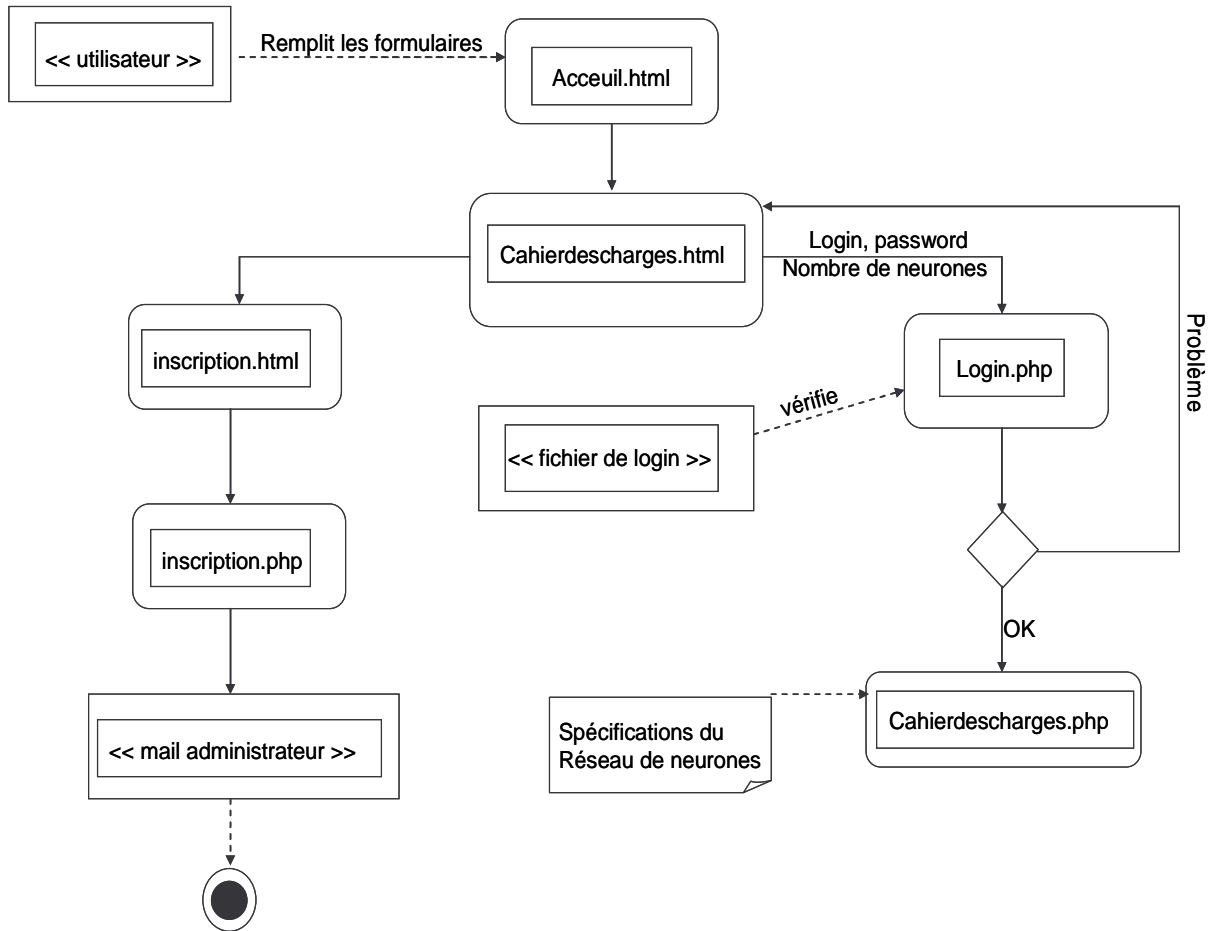 << utilisateur >>
Remplit les formulaires
Acceuil.html
Cahierdescharges.html
Login, password
Nombre de neurones
inscription.html
Login.php
Problème
vérifie
<< fichier de login >>
inscription.php
OK
<< mail administrateur >>
Spécifications du
Réseau de neurones
Cahierdescharges.php